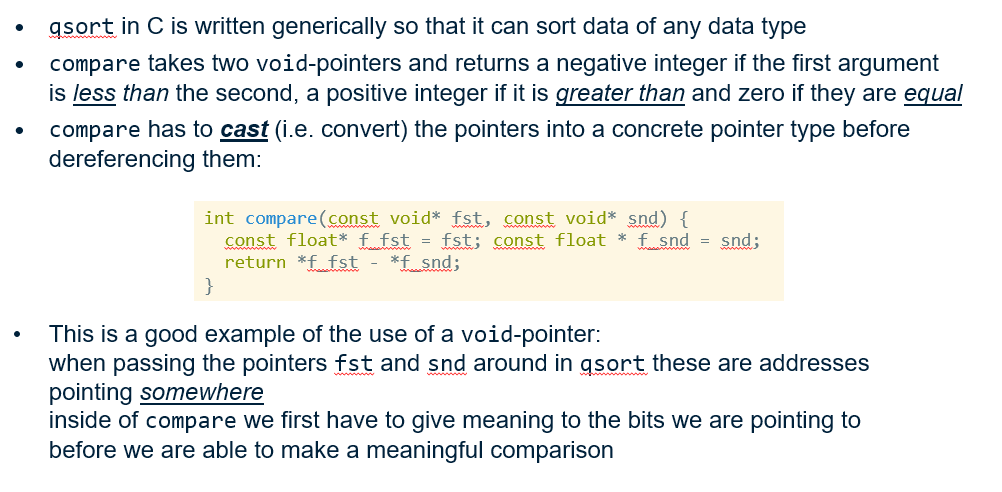 • qsort in C is written generically so that it can sort data of any data type
• compare takes two void-pointers and returns a negative integer if the first argument
is less than the second, a positive integer if it is greater than and zero if they are equal
• compare has to cast (i.e. convert) the pointers into a concrete pointer type before
dereferencing them:
int compare(const void* fst, const void* snd) {
  const float* f_fst = fst; const float * f_snd = snd;
  return *f_fst - *f_snd;
}
• This is a good example of the use of a void-pointer:
when passing the pointers fst and snd around in qsort these are addresses
pointing somewhere
inside of compare we first have to give meaning to the bits we are pointing to
before we are able to make a meaningful comparison